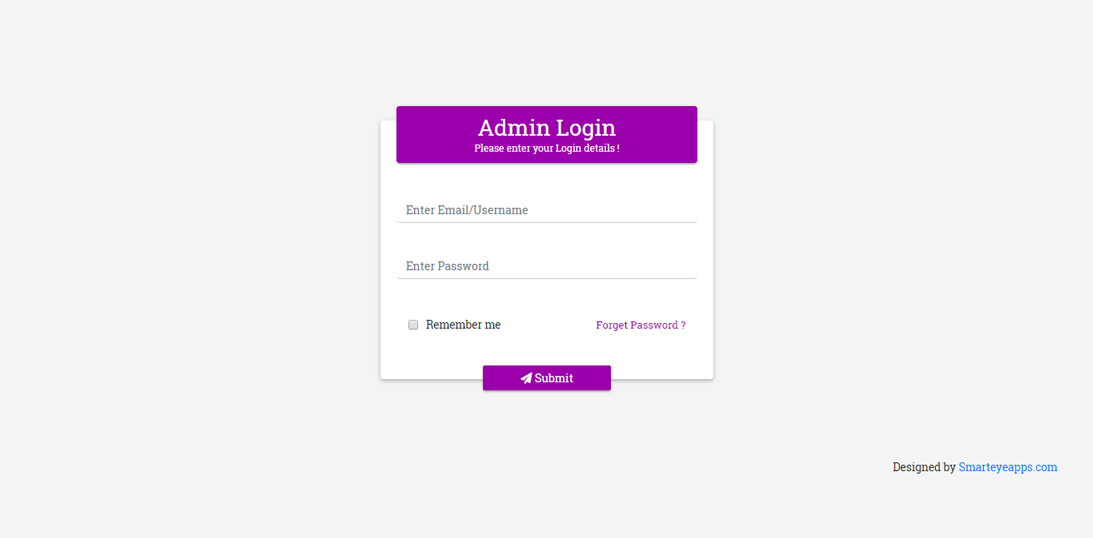 Admin Login
Please enter your Login details !
Enter Email/Username
Enter Password
Remember me Forget Password ?
Submit
Designed by Smarteyeapps.com